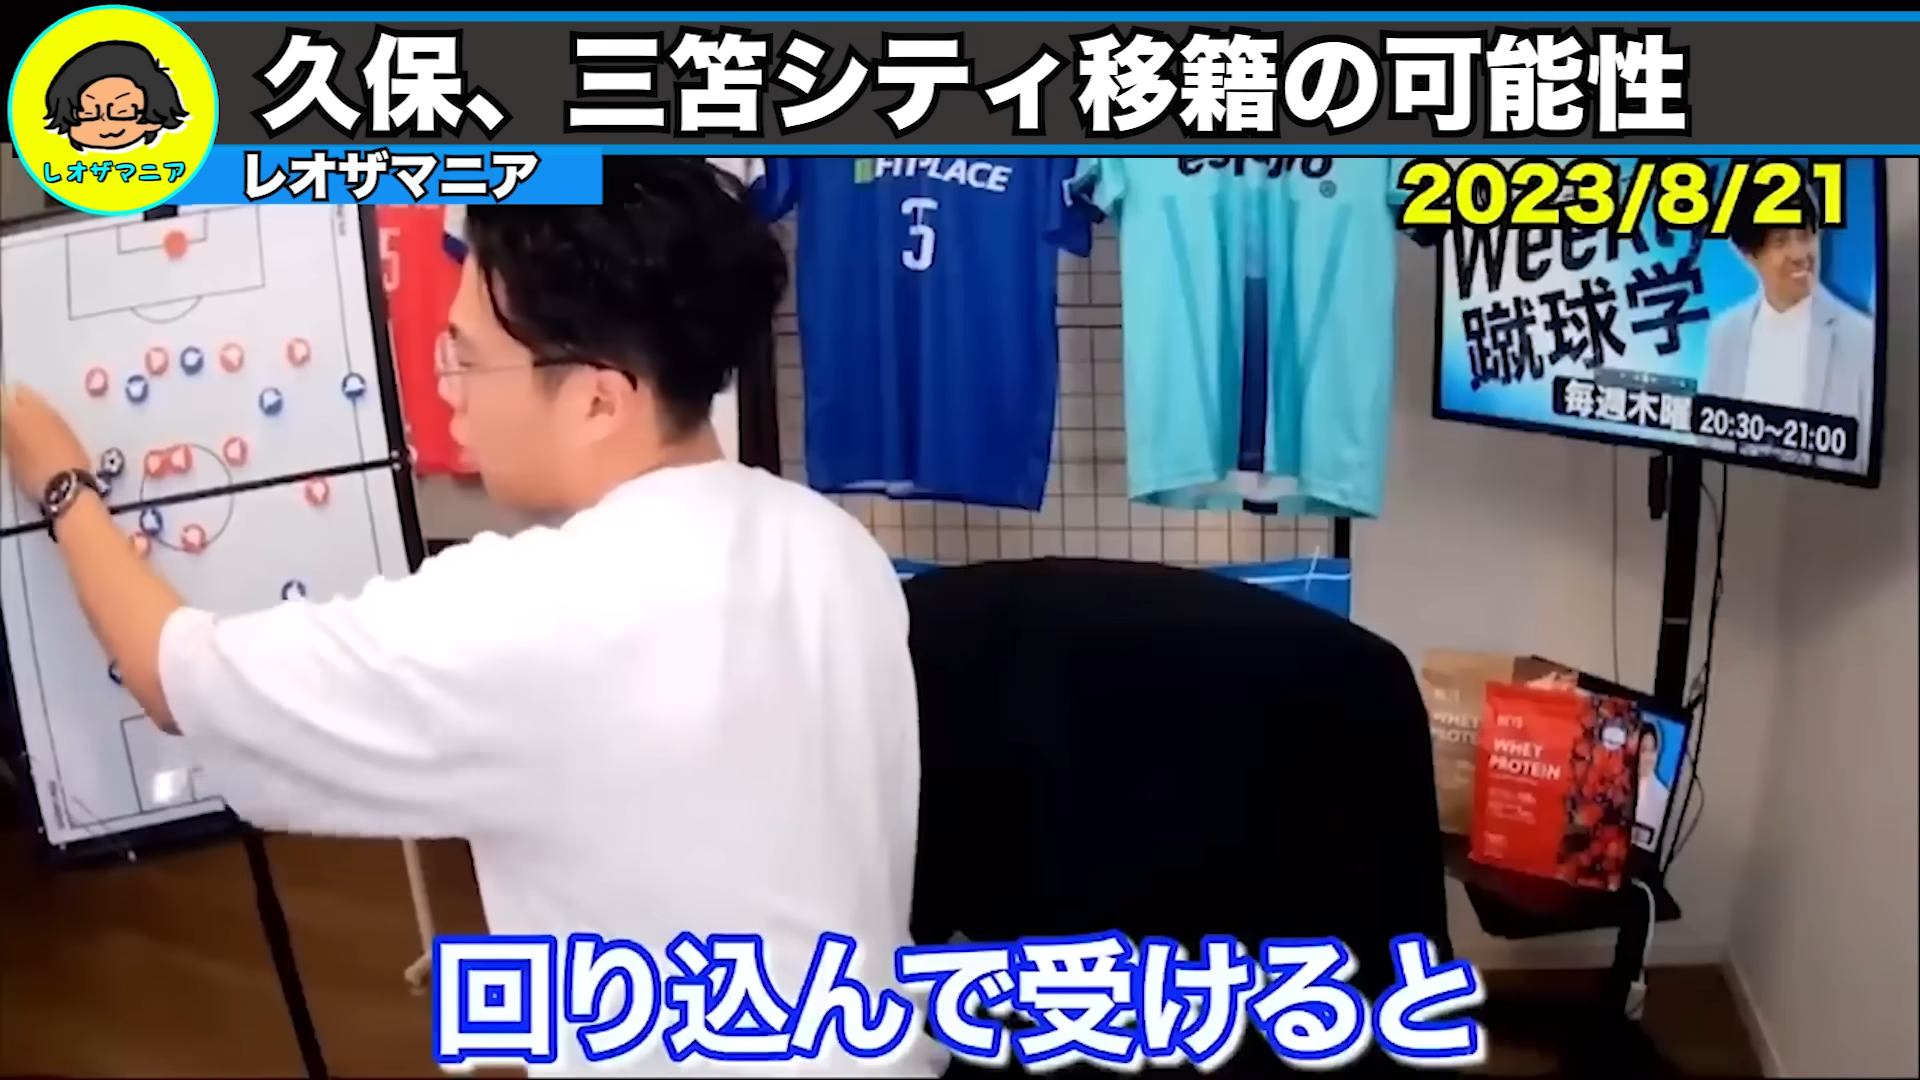 久保、三笘シティ移籍の可能性
レオザマニア
レオザマニア
2023/8/21
FITPLACE
3
5
Weekly
蹴球学
毎週木曜 20:30~21:00
WHEY
PROTEIN
回り込んで受けると